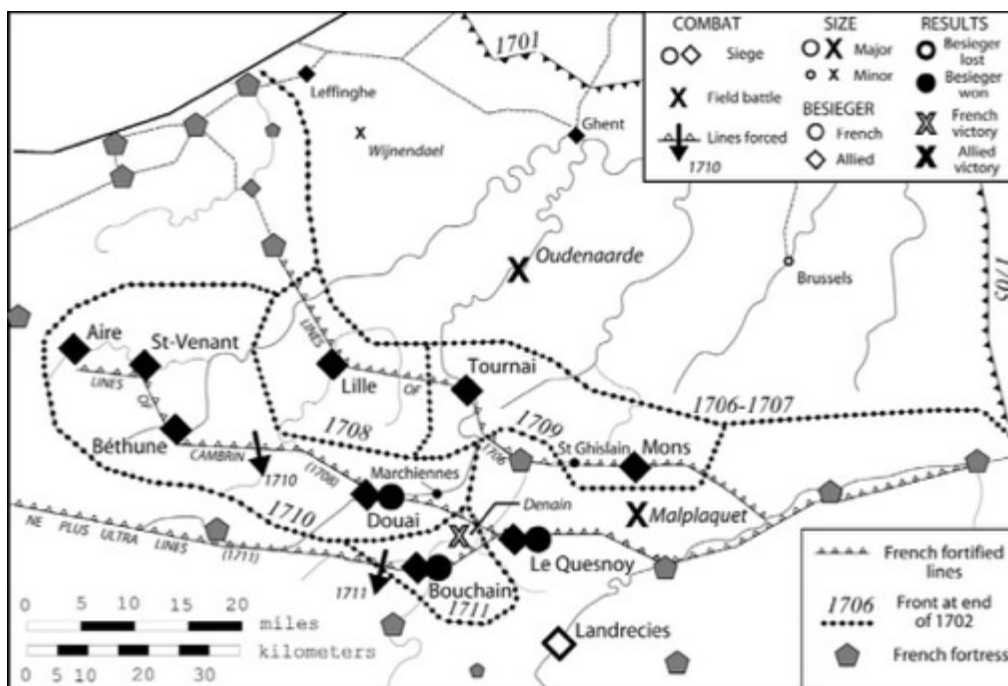 1701
Leffinghe
Wijnendael
Ghent
COMBAT
Siege
Field battle
Lines forced
1710
SIZE
Major
Minor
BESIEGER
French
Allied
RESULTS
Besieger
lost
Besieger
won
French
victory
Allied
victory
Oudenaarde
Brussels
1705
Aire
St-Venant
LINES
Lille
Tournai
LINES OF
OF
Béthune
1708
1709
1706-1707
CAMBRIN
1710
(1708)
(1706
St Ghislain
Mons
Marchiennes
Denain
Malplaquet
1710
Douai
Le Quesnoy
NE PLUS ULTRA LINES (1711)
1711
Bouchain
1711
Landrecies
0 5 10 15 20
miles
kilometers
0 5 10 20 30
French fortified
lines
1706 Front at end
of 1702
French fortress